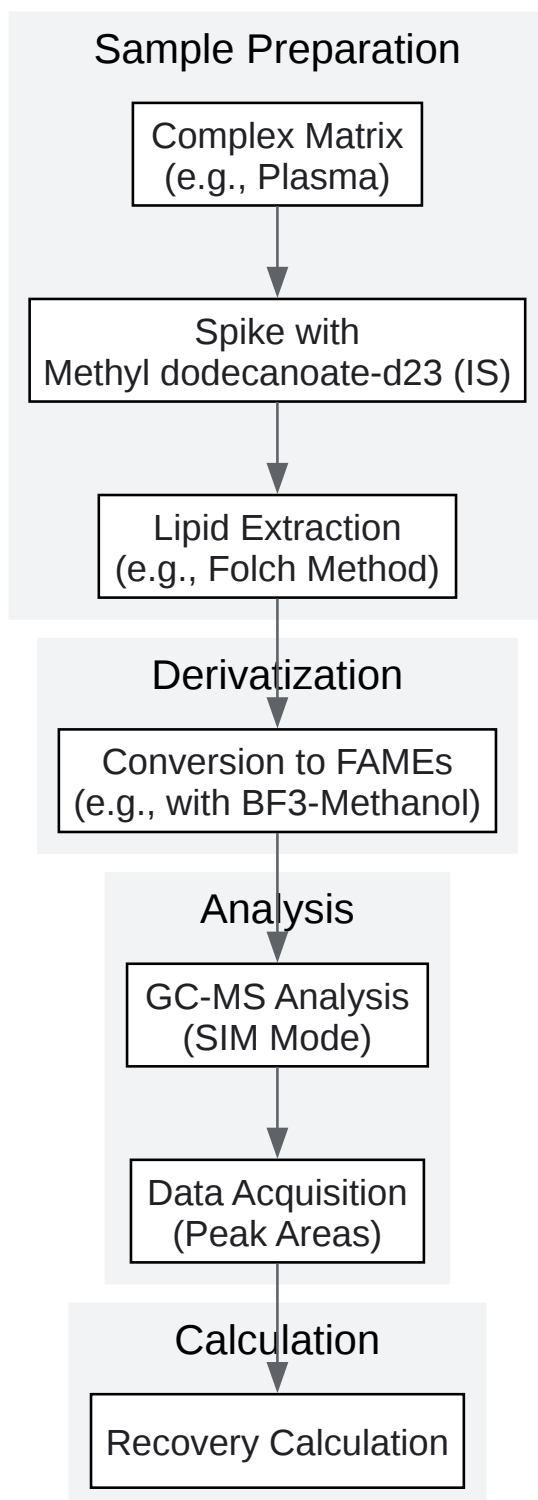 Sample Preparation
Complex Matrix
(e.g., Plasma)
Spike with
Methyl dodecanoate-d23 (IS)
Lipid Extraction
(e.g., Folch Method)
Derivatization
Conversion to FAMEs
(e.g., with BF3-Methanol)
Analysis
GC-MS Analysis
(SIM Mode)
Data Acquisition
(Peak Areas)
Calculation
Recovery Calculation